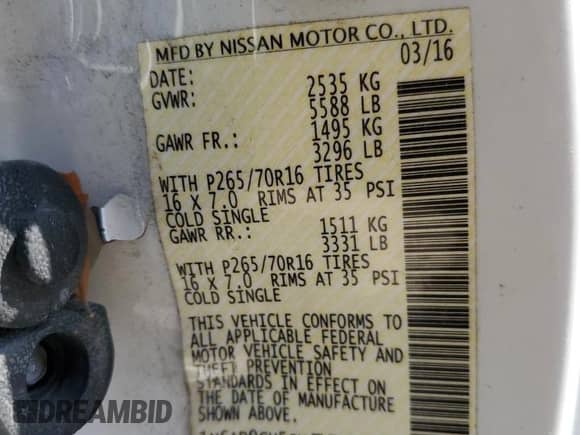 MFD BY NISSAN MOTOR CO., LTD.
DATE: 03/16
GVWR: 2535 KG
5588 LB
GAWR FR.: 1495 KG
3296 LB
WITH P265/70R16 TIRES
16 X 7.0 RIMS AT 35 PSI
COLD SINGLE
GAWR RR.: 1511 KG
3331 LB
WITH P265/70R16 TIRES
16 X 7.0 RIMS AT 35 PSI
COLD SINGLE
THIS VEHICLE CONFORMS TO
ALL APPLICABLE FEDERAL
MOTOR VEHICLE SAFETY AND
THEFT PREVENTION
STANDARDS IN EFFECT ON
THE DATE OF MANUFACTURE
SHOWN ABOVE.
DREAMBID